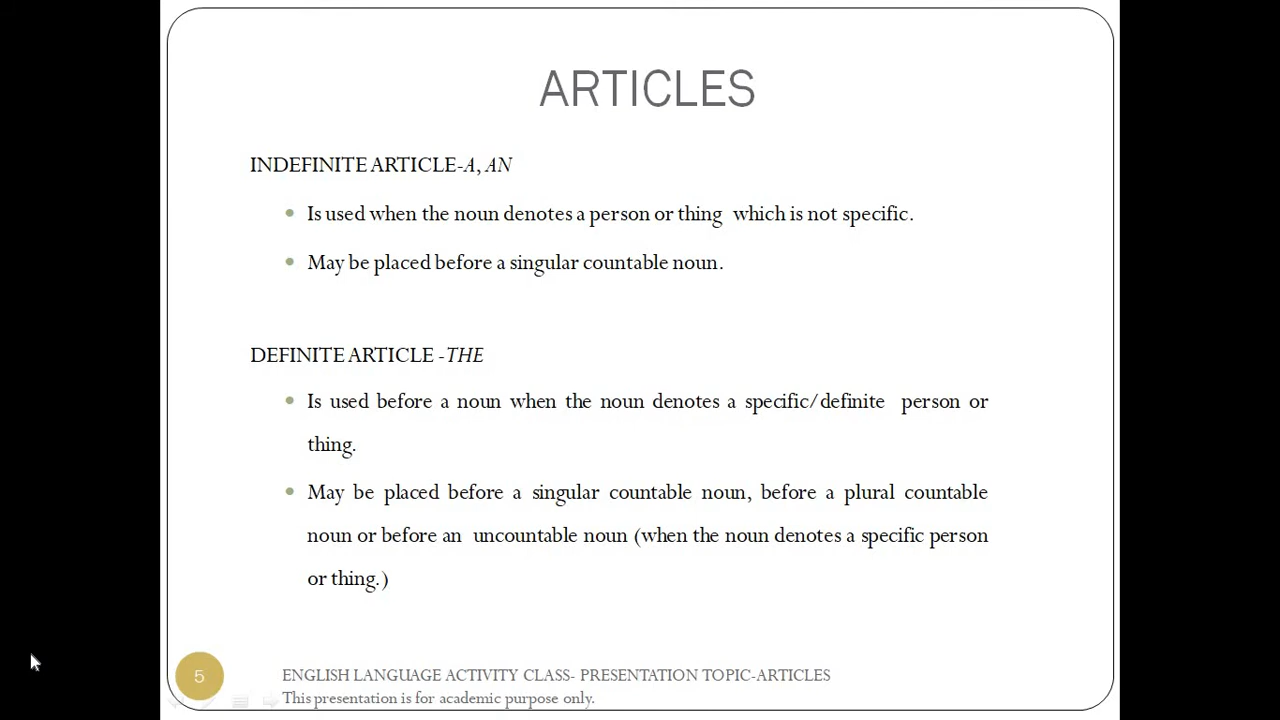 ARTICLES
INDEFINITE ARTICLE-A, AN
Is used when the noun denotes a person or thing which is not specific.
May be placed before a singular countable noun.
DEFINITE ARTICLE -THE
Is used before a noun when the noun denotes a specific/definite person or
thing.
May be placed before a singular countable noun, before a plural countable
noun or before an uncountable noun (when the noun denotes a specific person
or thing.)
5
ENGLISH LANGUAGE ACTIVITY CLASS- PRESENTATION TOPIC-ARTICLES
This presentation is for academic purpose only.